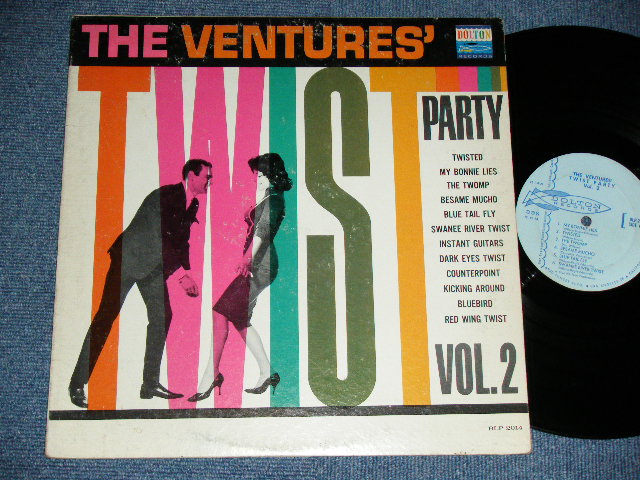 THE VENTURES'
DOLTON
RECORDS
TWIST
PARTY
TWISTED
MY BONNIE LIES
THE TWOMP
BESAME MUCHO
BLUE TAIL FLY
SWANEE RIVER TWIST
INSTANT GUITARS
DARK EYES TWIST
COUNTERPOINT
KICKING AROUND
BLUEBIRD
RED WING TWIST
VOL.2
BLP 2014
THE VENTURES
TWIST PARTY
DOLTON